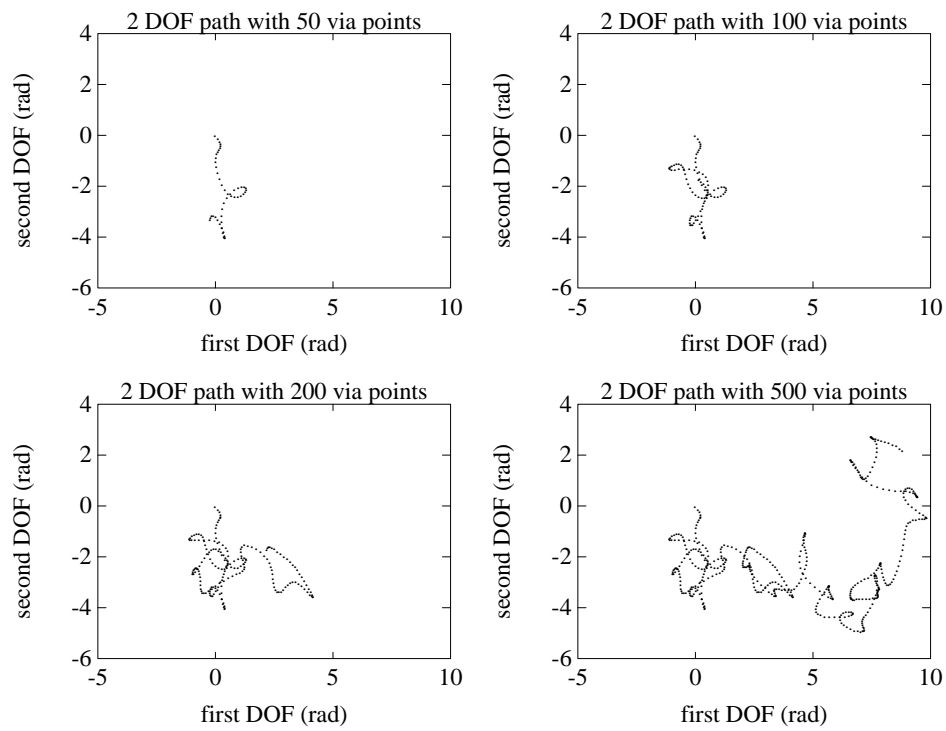 2 DOF path with 50 via points
4
2
0
-2
-4
-6
second DOF (rad)
-5 0 5 10
first DOF (rad)
2 DOF path with 100 via points
4
2
0
-2
-4
-6
second DOF (rad)
-5 0 5 10
first DOF (rad)
2 DOF path with 200 via points
4
2
0
-2
-4
-6
second DOF (rad)
-5 0 5 10
first DOF (rad)
2 DOF path with 500 via points
4
2
0
-2
-4
-6
second DOF (rad)
-5 0 5 10
first DOF (rad)